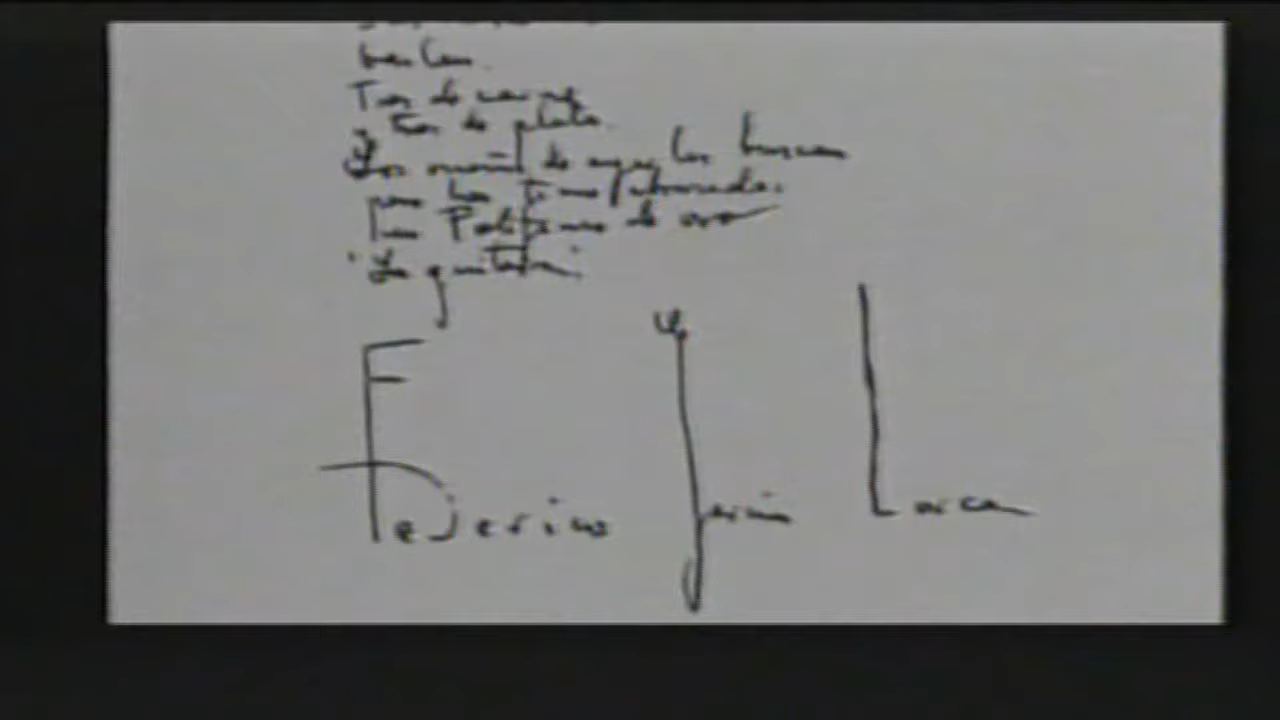 bailan.
Tres de carne
y tres de plata.
Los sueños de ayer las buscan
pero las tiene abrazadas
un Polifemo de oro
La guitarra
Federico García Lorca